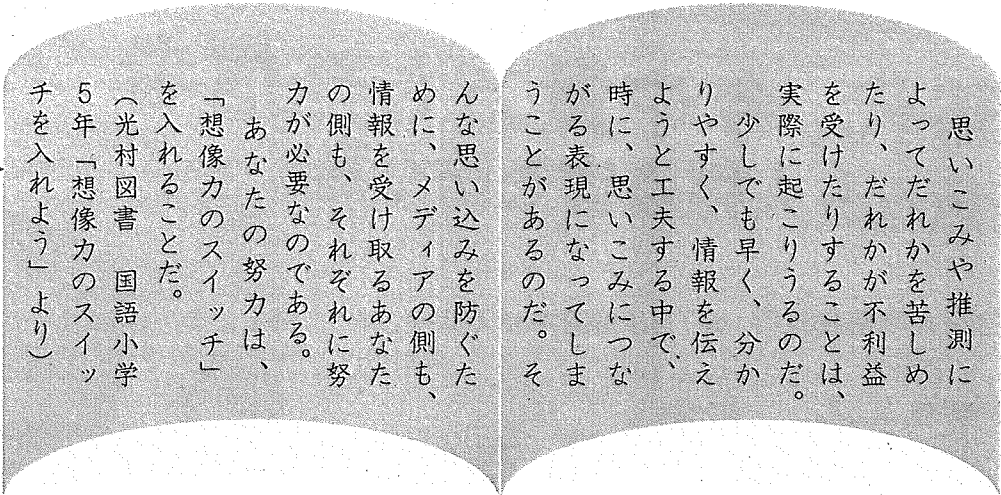 思いこみや推測に
よってだれかを苦しめ
たり、だれかが不利益
を受けたりすることは、
実際に起こりうるのだ。
少しでも早く、分か
りやすく、情報を伝え
ようと工夫する中で、
時に、思いこみにつな
がる表現になってしま
うことがあるのだ。そ
んな思い込みを防ぐた
めに、メディアの側も、
情報を受け取るあなた
の側も、それぞれに努
力が必要なのである。
あなたの努力は、
「想像力のスイッチ」
を入れることだ。
(光村図書　国語小学
５年「想像力のスイッ
チを入れよう」より)